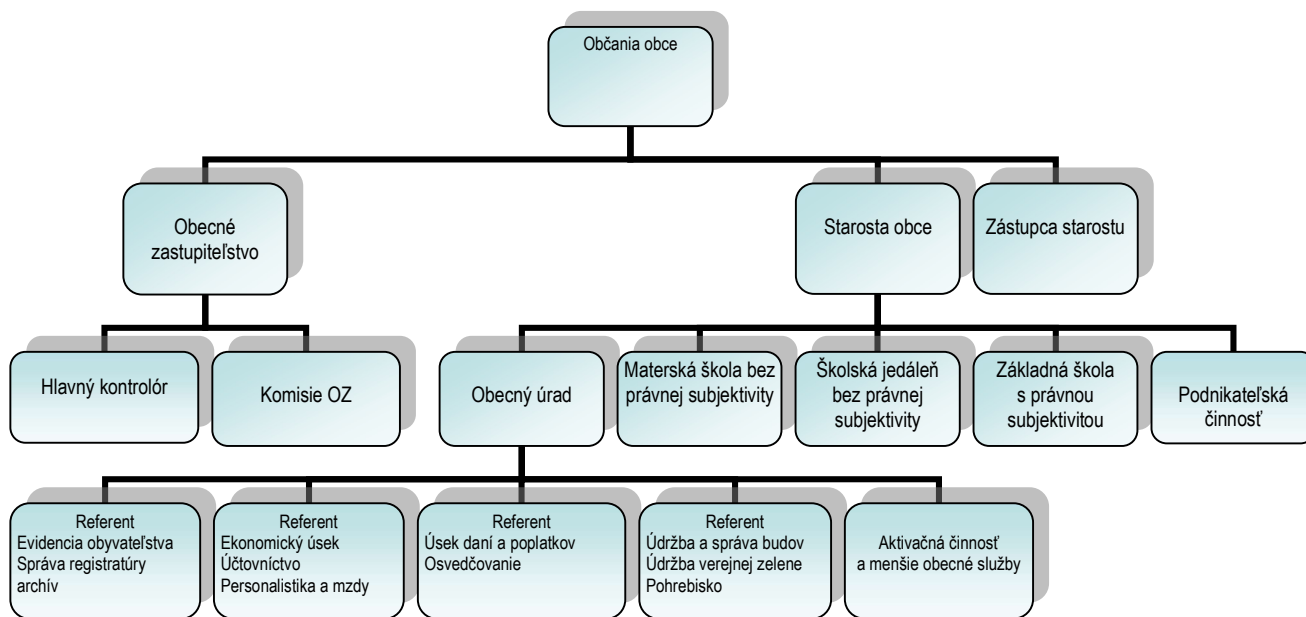 Občania obce
Obecné
zastupiteľstvo
Starosta obce
Zástupca starostu
Hlavný kontrolór
Komisie OZ
Obecný úrad
Materská škola bez
právnej subjektivity
Školská jedáleň
bez právnej
subjektivity
Základná škola
s právnou
subjektivitou
Podnikateľská
činnosť
Referent
Evidencia obyvateľstva
Správa registratúry
archív
Referent
Ekonomický úsek
Účtovníctvo
Personalistika a mzdy
Referent
Úsek daní a poplatkov
Osvedčovanie
Referent
Údržba a správa budov
Údržba verejnej zelene
Pohrebisko
Aktivačná činnosť
a menšie obecné služby